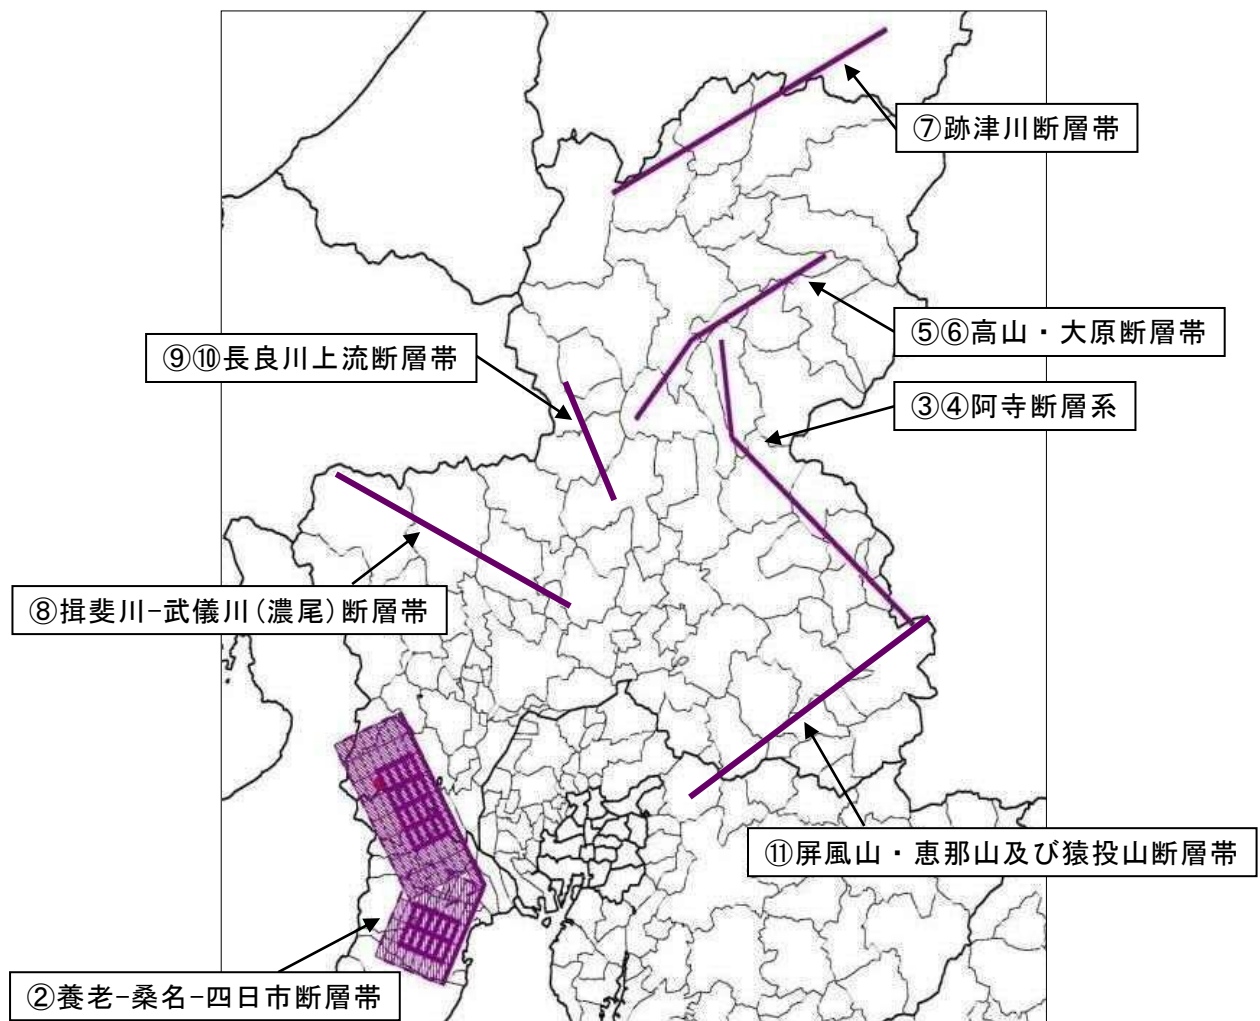 ⑦跡津川断層帯
⑤⑥高山・大原断層帯
⑨⑩長良川上流断層帯
③④阿寺断層系
⑧揖斐川-武儀川(濃尾)断層帯
⑪屏風山・恵那山及び猿投山断層帯
②養老-桑名-四日市断層帯